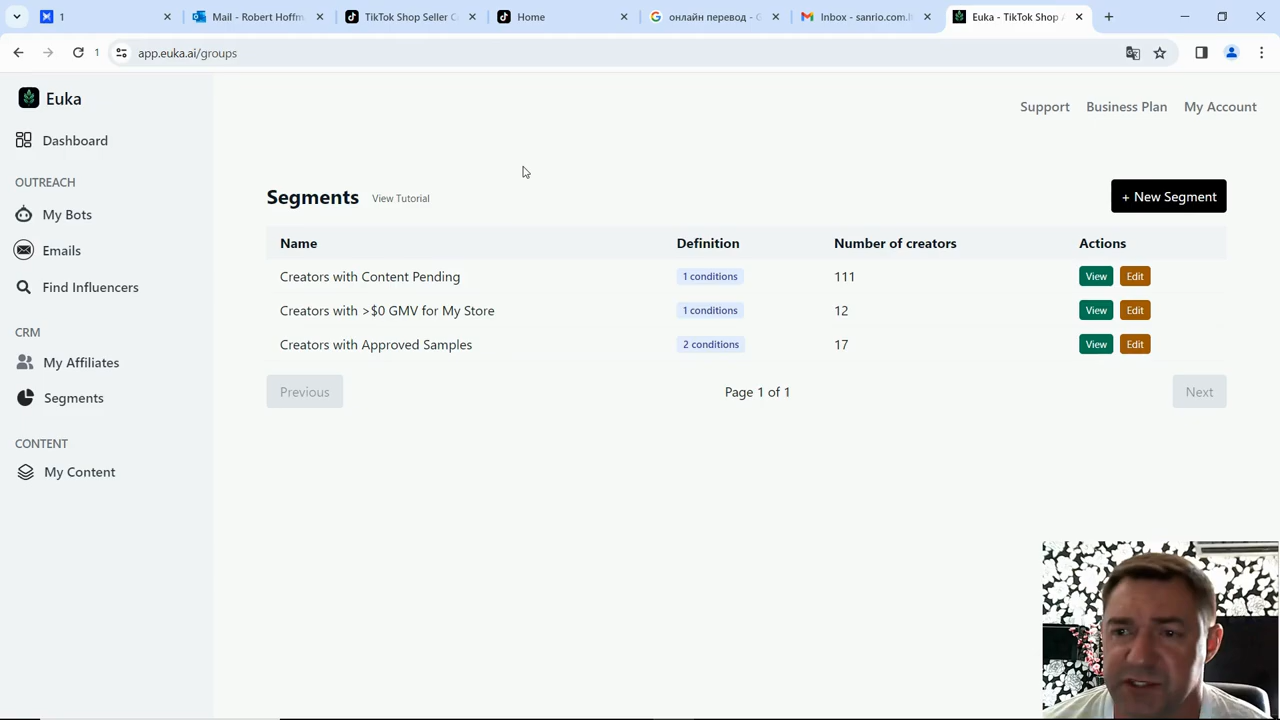 1
Mail - Robert Hoffm
TikTok Shop Seller C
Home
онлайн перевод - G
Inbox - sanrio.com.l
Euka - TikTok Shop
1
app.euka.ai/groups
Euka
Support
Business Plan
My Account
Dashboard
OUTREACH
My Bots
Emails
Find Influencers
CRM
My Affiliates
Segments
CONTENT
My Content
Segments
View Tutorial
+ New Segment
Name
Definition
Number of creators
Actions
Creators with Content Pending
1 conditions
111
View
Edit
Creators with >$0 GMV for My Store
1 conditions
12
View
Edit
Creators with Approved Samples
2 conditions
17
View
Edit
Previous
Page 1 of 1
Next